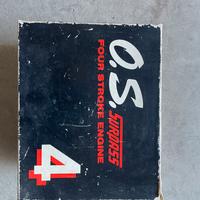 O.S. SURPASS
FOUR STROKE ENGINE
4